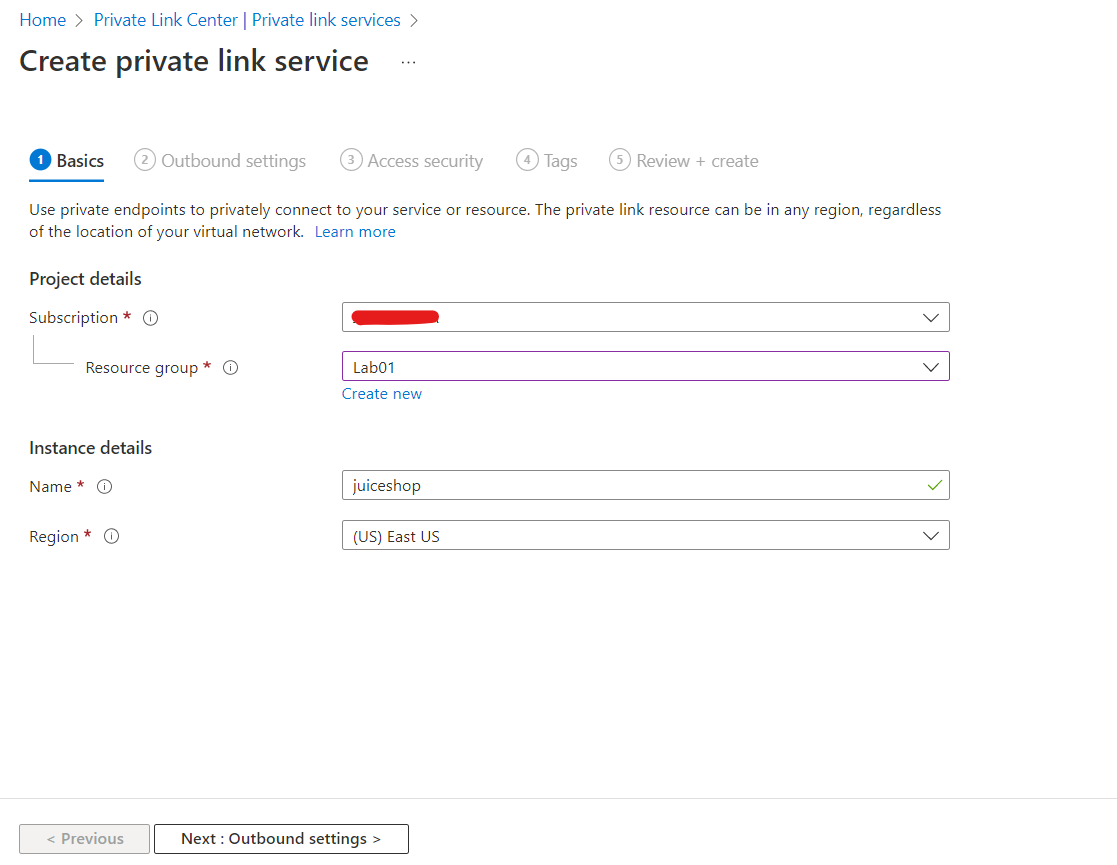 Home > Private Link Center | Private link services >
Create private link service ...
1 Basics 2 Outbound settings 3 Access security 4 Tags 5 Review + create
Use private endpoints to privately connect to your service or resource. The private link resource can be in any region, regardless
of the location of your virtual network. Learn more
Project details
Subscription *
Resource group * Lab01
Create new
Instance details
Name * juiceshop
Region * (US) East US
< Previous Next : Outbound settings >